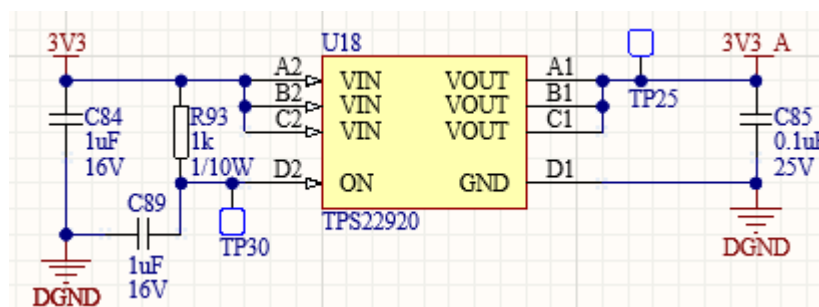 3V3
U18
3V3_A
A2
VIN
VOUT
A1
B2
VIN
VOUT
B1
TP25
C84
1uF
16V
R93
1k
1/10W
C2
VIN
VOUT
C1
C85
0.1uF
25V
D2
ON
GND
D1
C89
1uF
16V
TP30
TPS22920
DGND
DGND